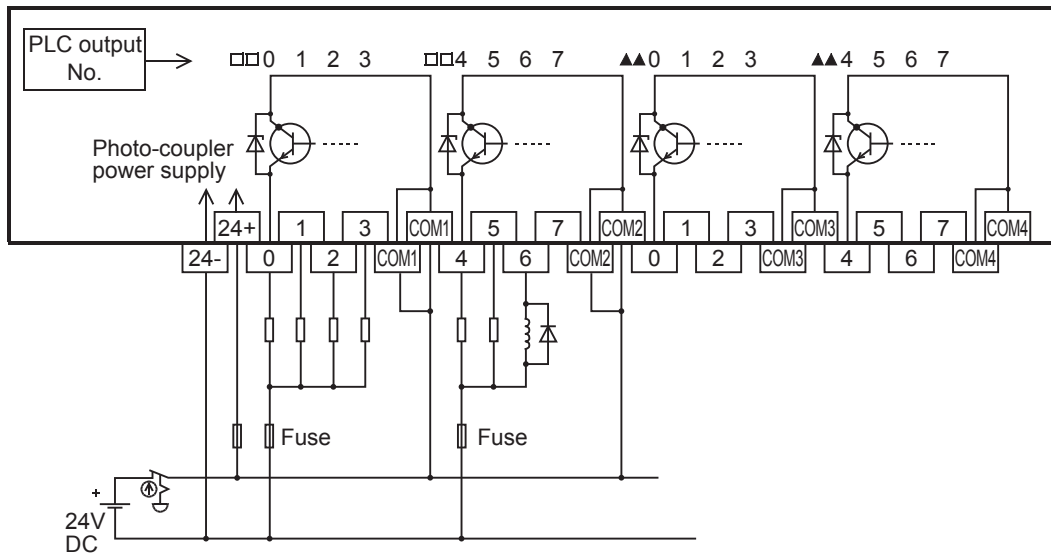 PLC output
No.
□□0 1 2 3 □□4 5 6 7 ▲▲0 1 2 3 ▲▲4 5 6 7
Photo-coupler
power supply
24+ 1 3 COM1 5 7 COM2 1 3 COM3 5 7 COM4
24- 0 2 COM1 4 6 COM2 0 2 COM3 4 6 COM4
Fuse Fuse
+
24V
DC